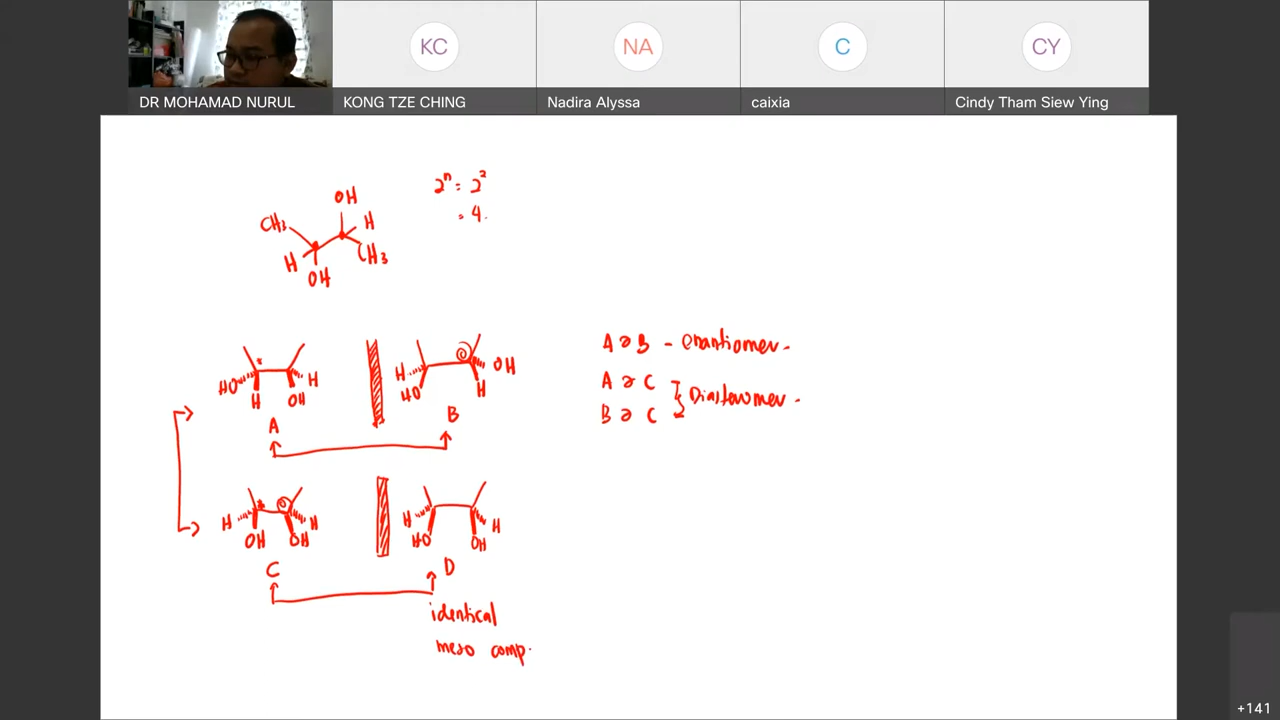 KC
NA
C
CY
DR MOHAMAD NURUL
KONG TZE CHING
Nadira Alyssa
caixia
Cindy Tham Siew Ying
2ⁿ = 2²
= 4.
OH
CH₃
H
H
CH₃
OH
HO
H
H
OH
H
HO
OH
H
A
B
A & B - enantiomer -
A & C
B & C
Diastereomer -
H
OH
H
OH
H
HO
H
OH
C
D
identical
meso comp.
+141